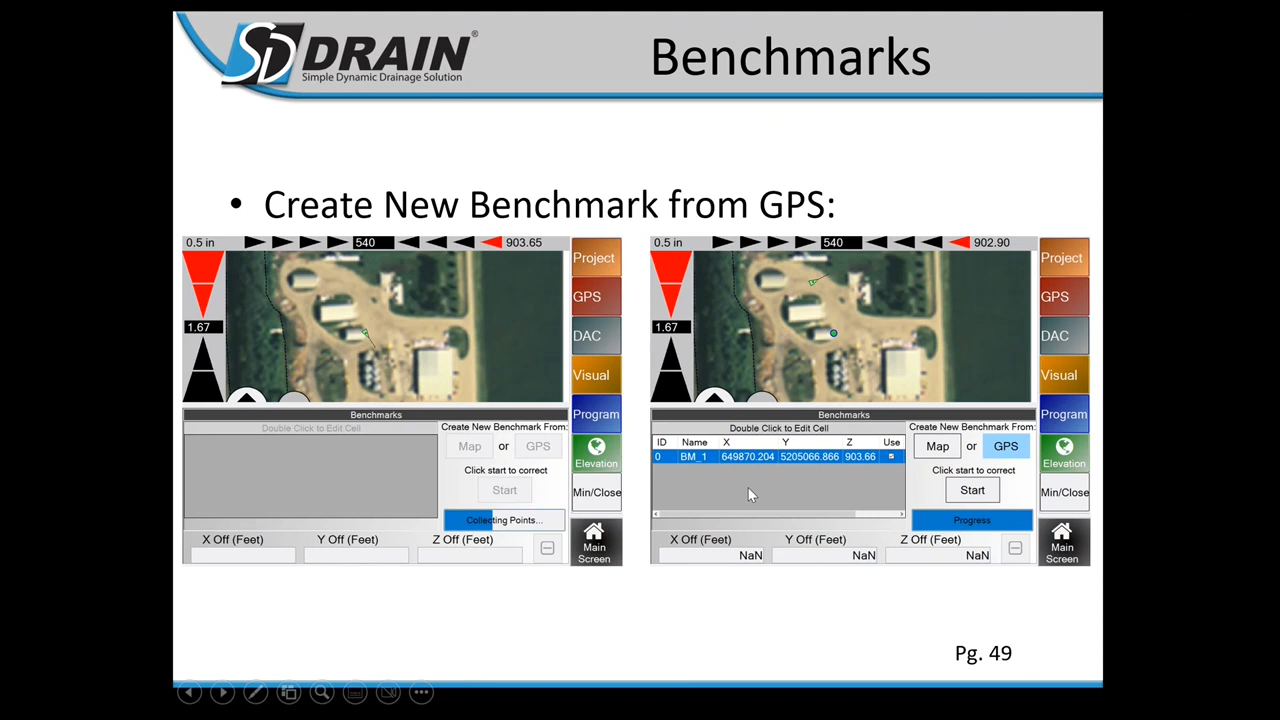 SD DRAIN®
Simple Dynamic Drainage Solution
Benchmarks
• Create New Benchmark from GPS:
0.5 in 540 903.65
1.67
Project
GPS
DAC
Visual
Program
Elevation
Min/Close
Main
Screen
Benchmarks
Double Click to Edit Cell
Create New Benchmark From:
Map or GPS
Click start to correct
Start
Collecting Points...
X Off (Feet) Y Off (Feet) Z Off (Feet)
0.5 in 540 902.90
1.67
Project
GPS
DAC
Visual
Program
Elevation
Min/Close
Main
Screen
Benchmarks
Double Click to Edit Cell
ID Name X Y Z Use
0 BM_1 649870.204 5205066.866 903.66
Create New Benchmark From:
Map or GPS
Click start to correct
Start
Progress
X Off (Feet) Y Off (Feet) Z Off (Feet)
NaN NaN NaN
Pg. 49